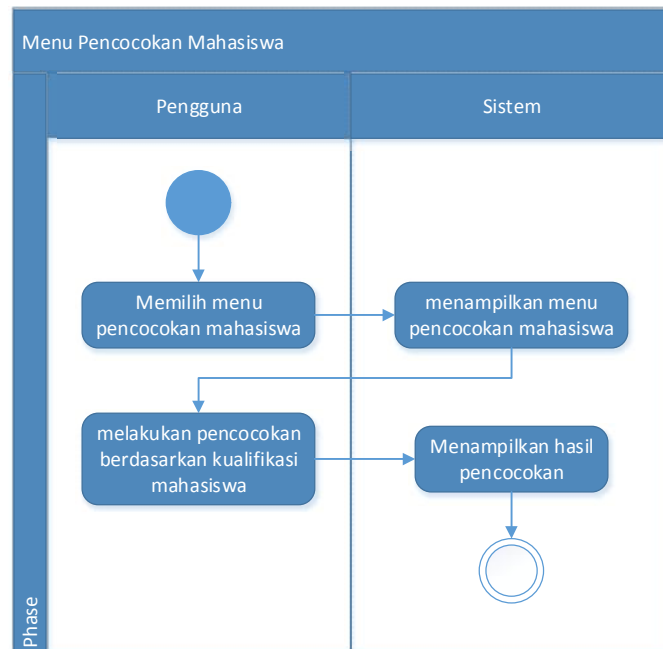 Menu Pencocokan Mahasiswa
Pengguna
Sistem
Memilih menu
pencocokan mahasiswa
menampilkan menu
pencocokan mahasiswa
melakukan pencocokan
berdasarkan kualifikasi
mahasiswa
Menampilkan hasil
pencocokan
Phase